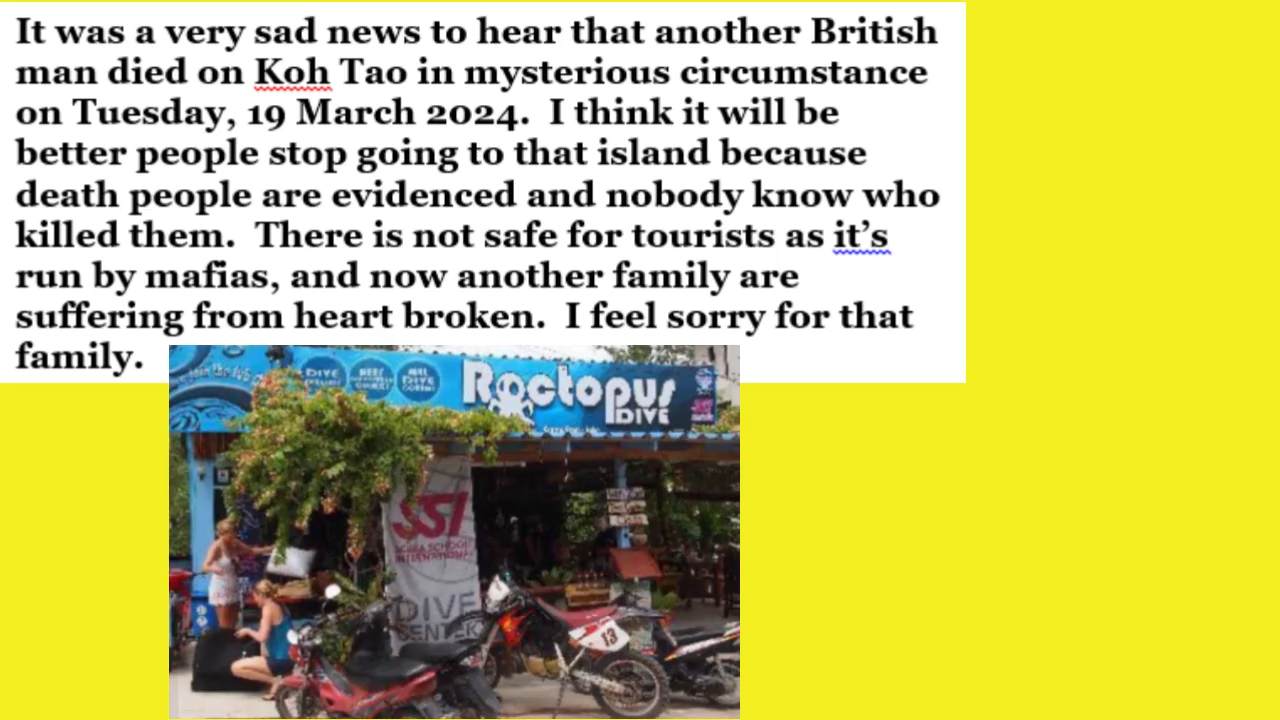 It was a very sad news to hear that another British
man died on Koh Tao in mysterious circumstance
on Tuesday, 19 March 2024.  I think it will be
better people stop going to that island because
death people are evidenced and nobody know who
killed them.  There is not safe for tourists as it’s
run by mafias, and now another family are
suffering from heart broken.  I feel sorry for that
family.
Roctopus
DIVE
SSI
SCUBA SCHOOLS
INTERNATIONAL
DIVE
CENTER
13